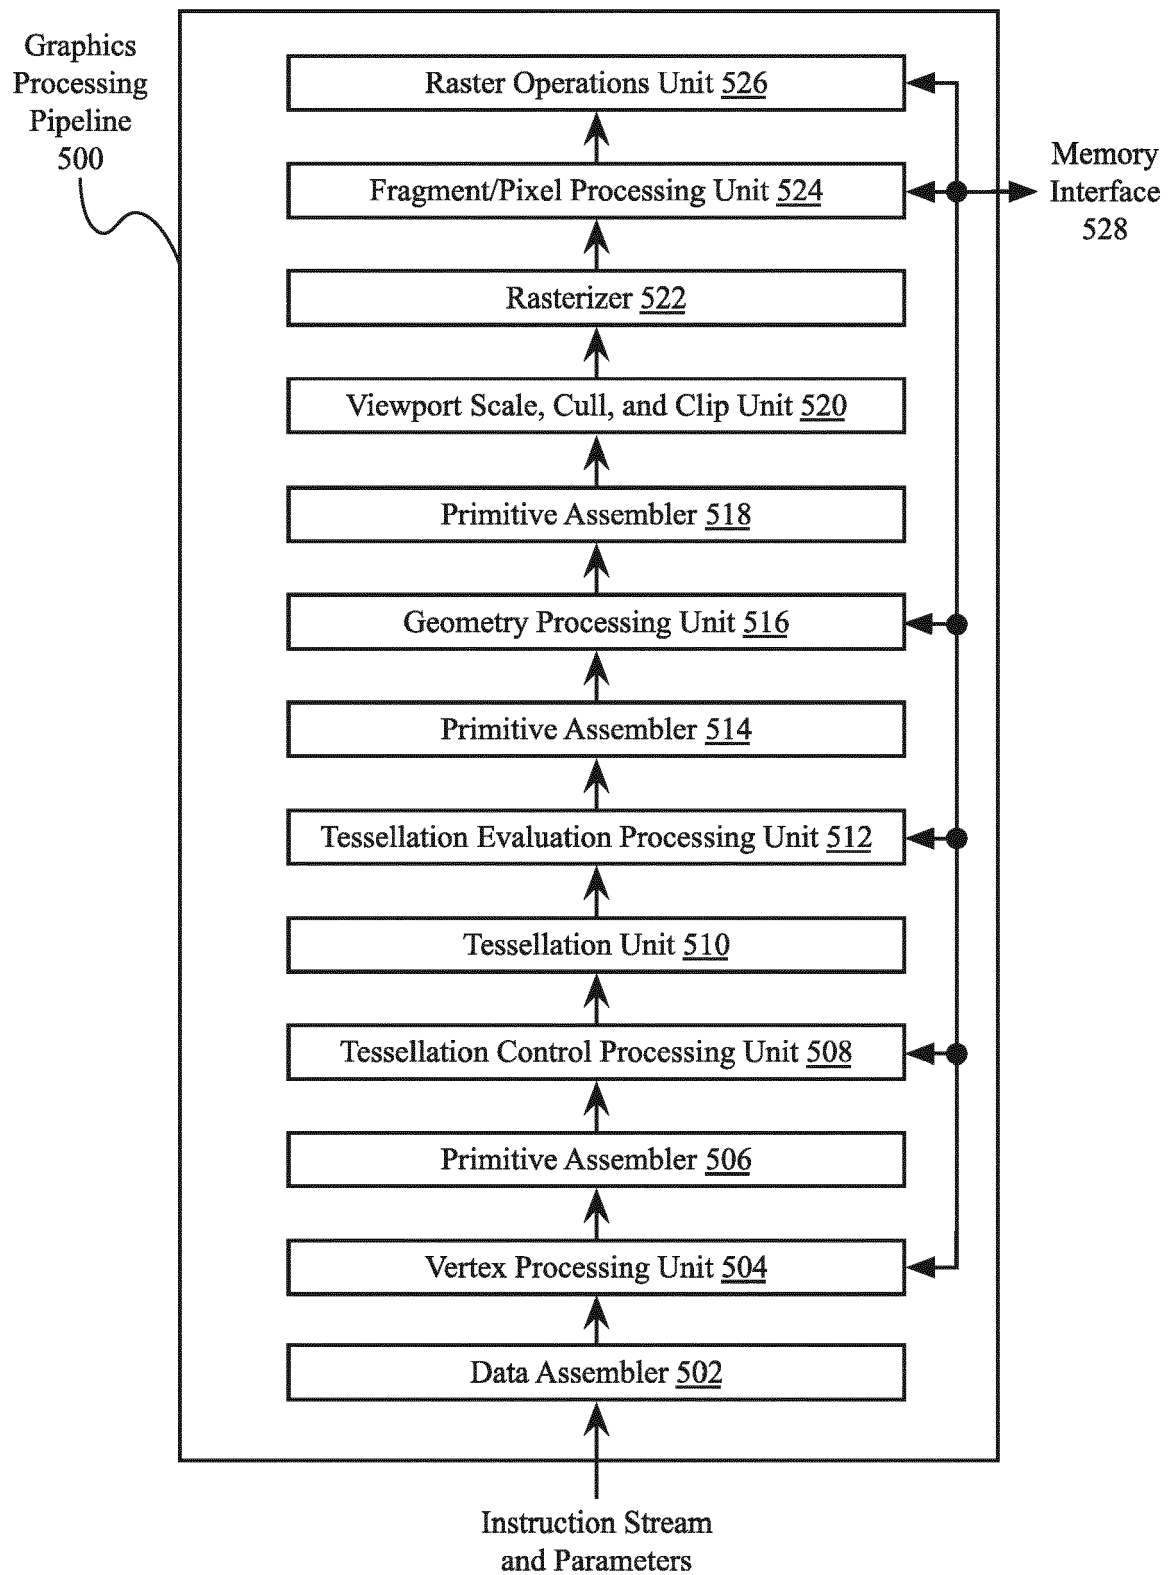 Graphics
Processing
Pipeline
500
Raster Operations Unit 526
Fragment/Pixel Processing Unit 524
Memory
Interface
528
Rasterizer 522
Viewport Scale, Cull, and Clip Unit 520
Primitive Assembler 518
Geometry Processing Unit 516
Primitive Assembler 514
Tessellation Evaluation Processing Unit 512
Tessellation Unit 510
Tessellation Control Processing Unit 508
Primitive Assembler 506
Vertex Processing Unit 504
Data Assembler 502
Instruction Stream
and Parameters